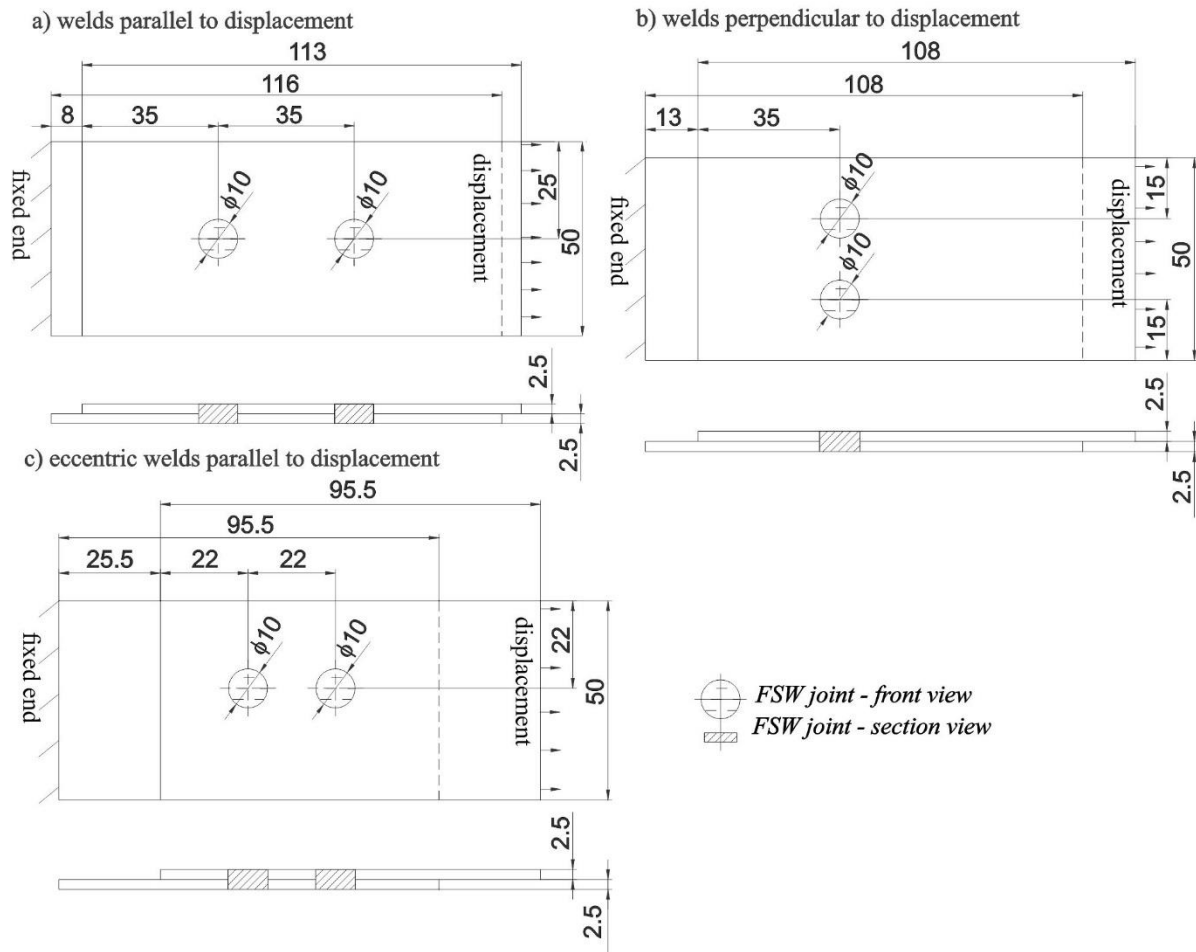 a) welds parallel to displacement
113
116
8 35 35
fixed end
ϕ10 ϕ10
displacement
25
50
2.5
2.5
b) welds perpendicular to displacement
108
108
13 35
fixed end
ϕ10
ϕ10
displacement
15
50
15
2.5
2.5
c) eccentric welds parallel to displacement
95.5
95.5
25.5 22 22
fixed end
ϕ10 ϕ10
displacement
22
50
2.5
2.5
FSW joint - front view
FSW joint - section view